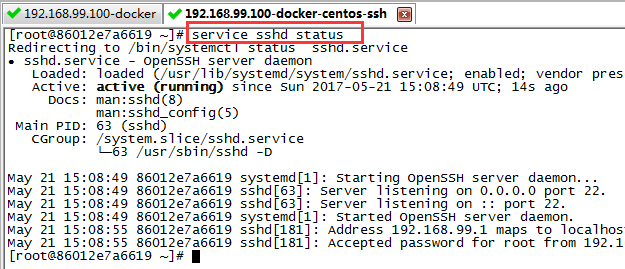 192.168.99.100-docker 192.168.99.100-docker-centos-ssh
[root@86012e7a6619 ~]# service sshd status
Redirecting to /bin/systemctl status  sshd.service
● sshd.service - OpenSSH server daemon
Loaded: loaded (/usr/lib/systemd/system/sshd.service; enabled; vendor pres
Active: active (running) since Sun 2017-05-21 15:08:49 UTC; 14s ago
Docs: man:sshd(8)
man:sshd_config(5)
Main PID: 63 (sshd)
CGroup: /system.slice/sshd.service
└─63 /usr/sbin/sshd -D
May 21 15:08:49 86012e7a6619 systemd[1]: Starting OpenSSH server daemon...
May 21 15:08:49 86012e7a6619 sshd[63]: Server listening on 0.0.0.0 port 22.
May 21 15:08:49 86012e7a6619 sshd[63]: Server listening on :: port 22.
May 21 15:08:49 86012e7a6619 systemd[1]: Started OpenSSH server daemon.
May 21 15:08:55 86012e7a6619 sshd[181]: Address 192.168.99.1 maps to localhos
May 21 15:08:55 86012e7a6619 sshd[181]: Accepted password for root from 192.1
[root@86012e7a6619 ~]#